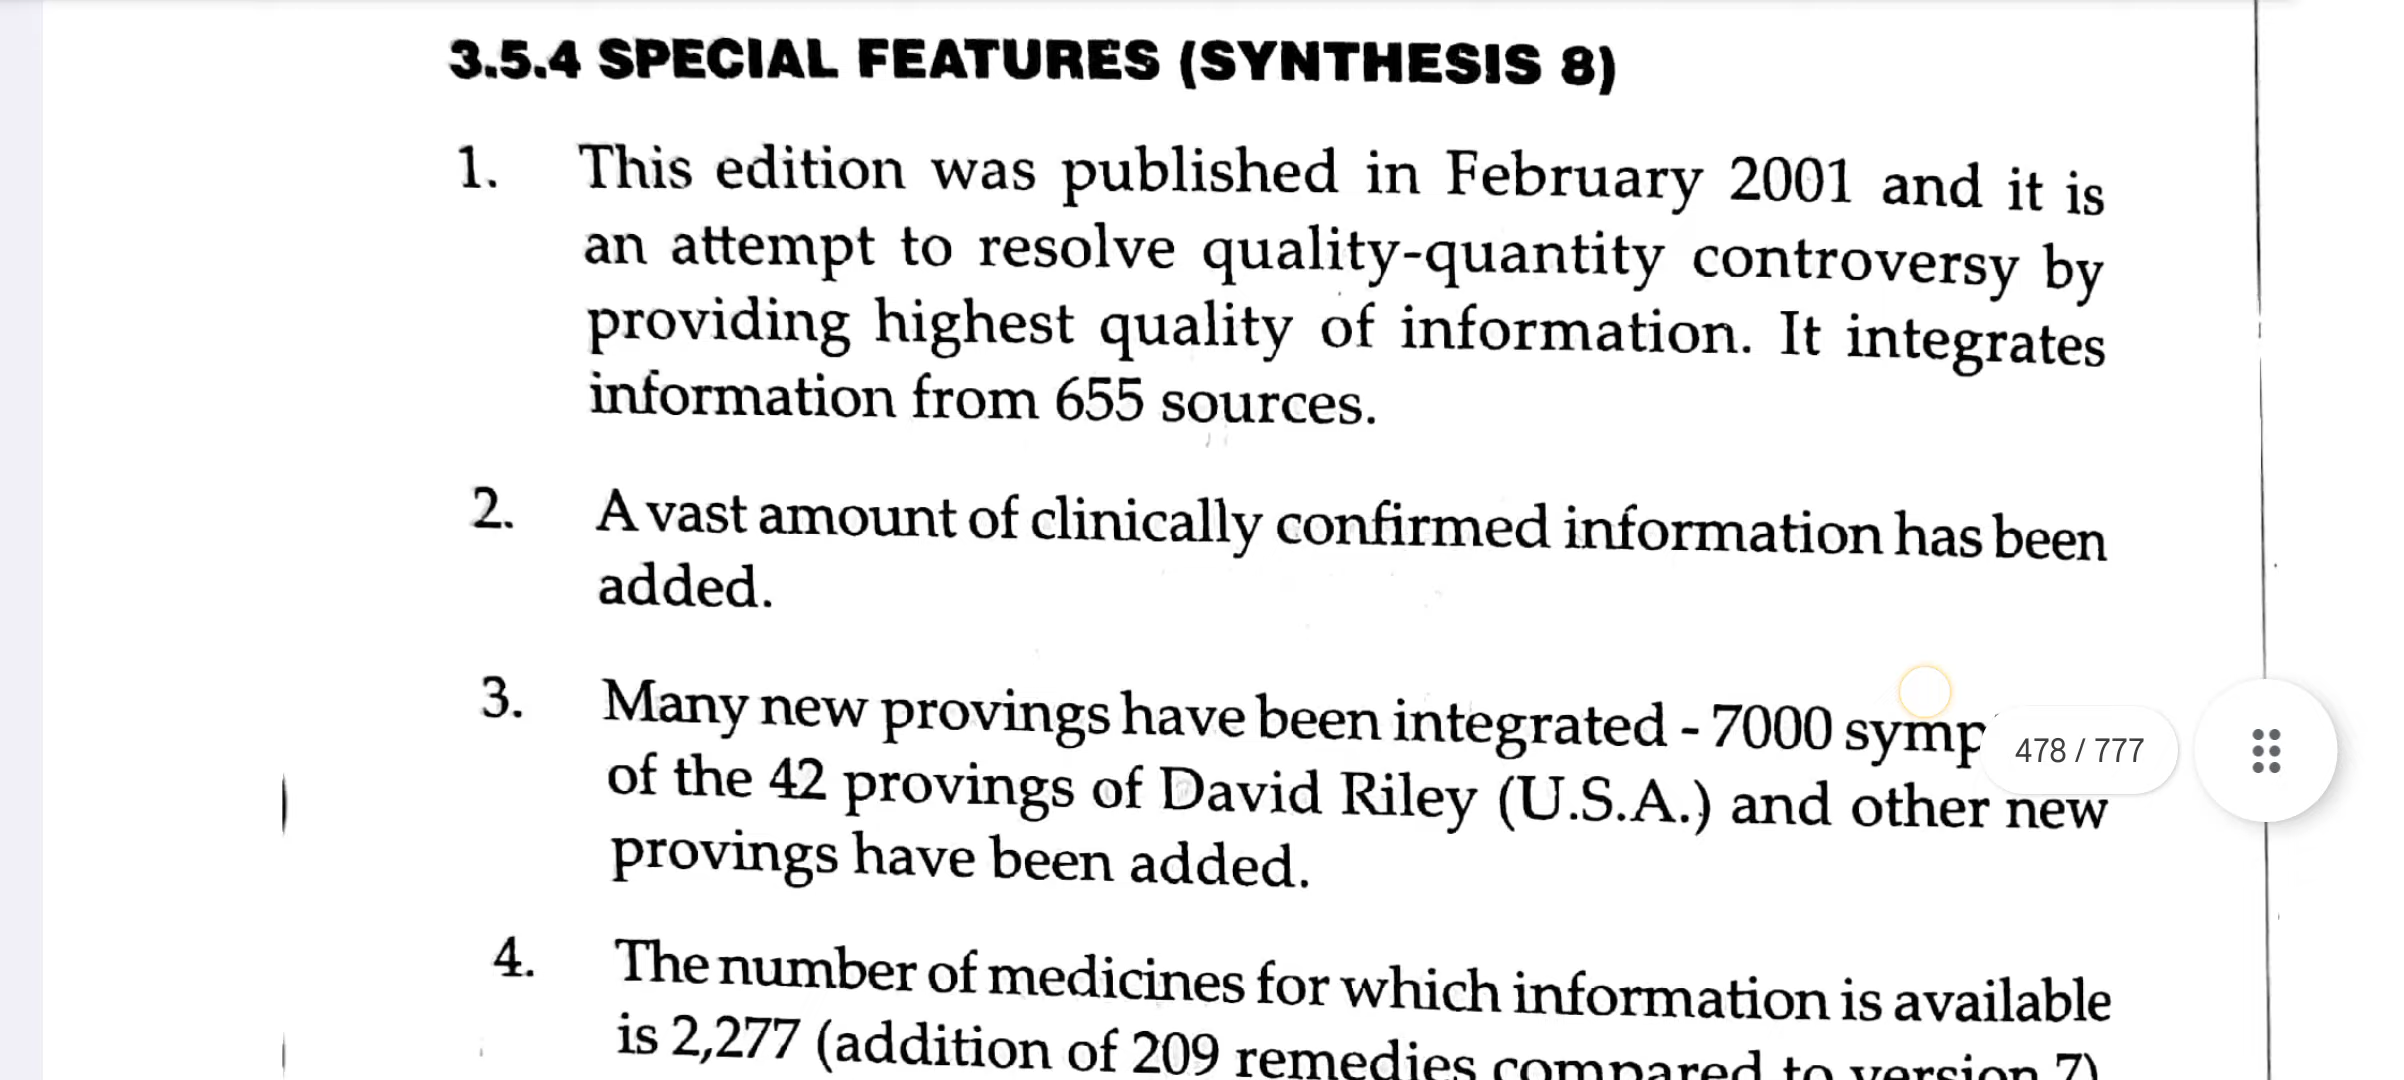 3.5.4 SPECIAL FEATURES (SYNTHESIS 8)
1. This edition was published in February 2001 and it is
an attempt to resolve quality-quantity controversy by
providing highest quality of information. It integrates
information from 655 sources.
2. A vast amount of clinically confirmed information has been
added.
3. Many new provings have been integrated - 7000 symp
478 / 777
of the 42 provings of David Riley (U.S.A.) and other new
provings have been added.
4. The number of medicines for which information is available
is 2,277 (addition of 209 remedies compared to version 7)